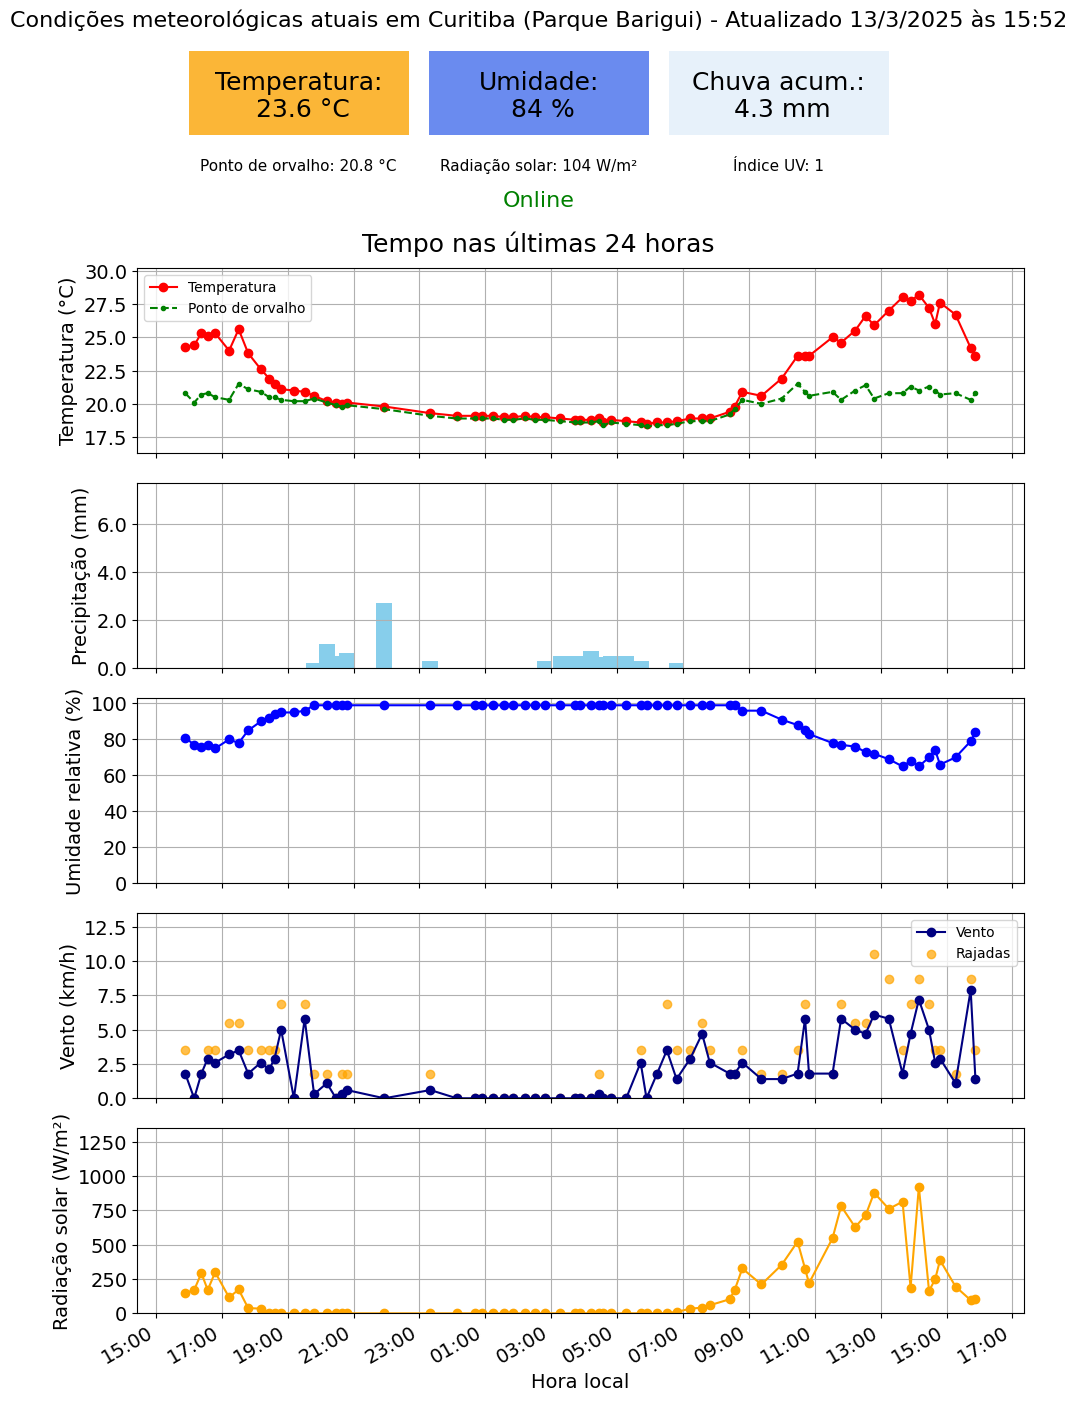 Condições meteorológicas atuais em Curitiba (Parque Barigui) - Atualizado 13/3/2025 às 15:52
Temperatura:
23.6 °C
Umidade:
84 %
Chuva acum.:
4.3 mm
Ponto de orvalho: 20.8 °C
Radiação solar: 104 W/m²
Índice UV: 1
Online
Tempo nas últimas 24 horas
Temperatura (°C)
30.0
27.5
25.0
22.5
20.0
17.5
Temperatura
Ponto de orvalho
Precipitação (mm)
6.0
4.0
2.0
0.0
Umidade relativa (%)
100
80
60
40
20
0
Vento (km/h)
12.5
10.0
7.5
5.0
2.5
0.0
Vento
Rajadas
Radiação solar (W/m²)
1250
1000
750
500
250
0
15:00
17:00
19:00
21:00
23:00
01:00
03:00
05:00
07:00
09:00
11:00
13:00
15:00
17:00
Hora local